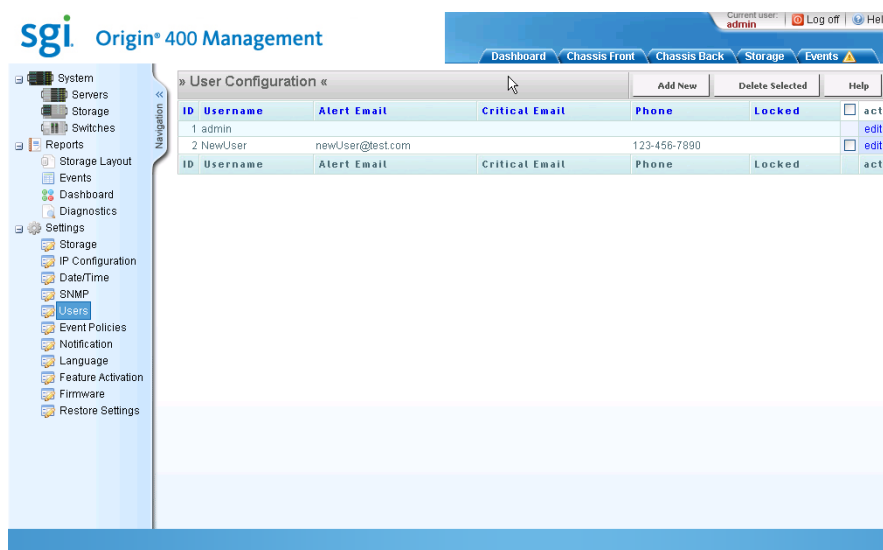 sgi Origin® 400 Management
Current user:
admin
Log off
Hel
Dashboard
Chassis Front
Chassis Back
Storage
Events
System
Servers
Storage
Switches
Reports
Storage Layout
Events
Dashboard
Diagnostics
Settings
Storage
IP Configuration
Date/Time
SNMP
Users
Event Policies
Notification
Language
Feature Activation
Firmware
Restore Settings
«
Navigation
» User Configuration «
Add New
Delete Selected
Help
ID Username Alert Email Critical Email Phone Locked act
1 admin edit
2 NewUser newUser@test.com 123-456-7890 edit
ID Username Alert Email Critical Email Phone Locked act